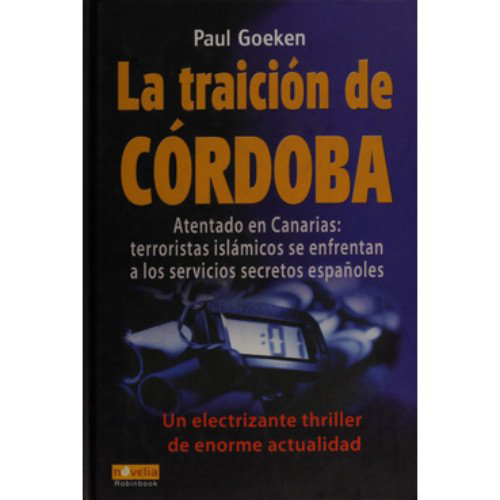 Paul Goeken
La traición de
CÓRDOBA
Atentado en Canarias:
terroristas islámicos se enfrentan
a los servicios secretos españoles
Un electrizante thriller
de enorme actualidad
novelia
Robinbook